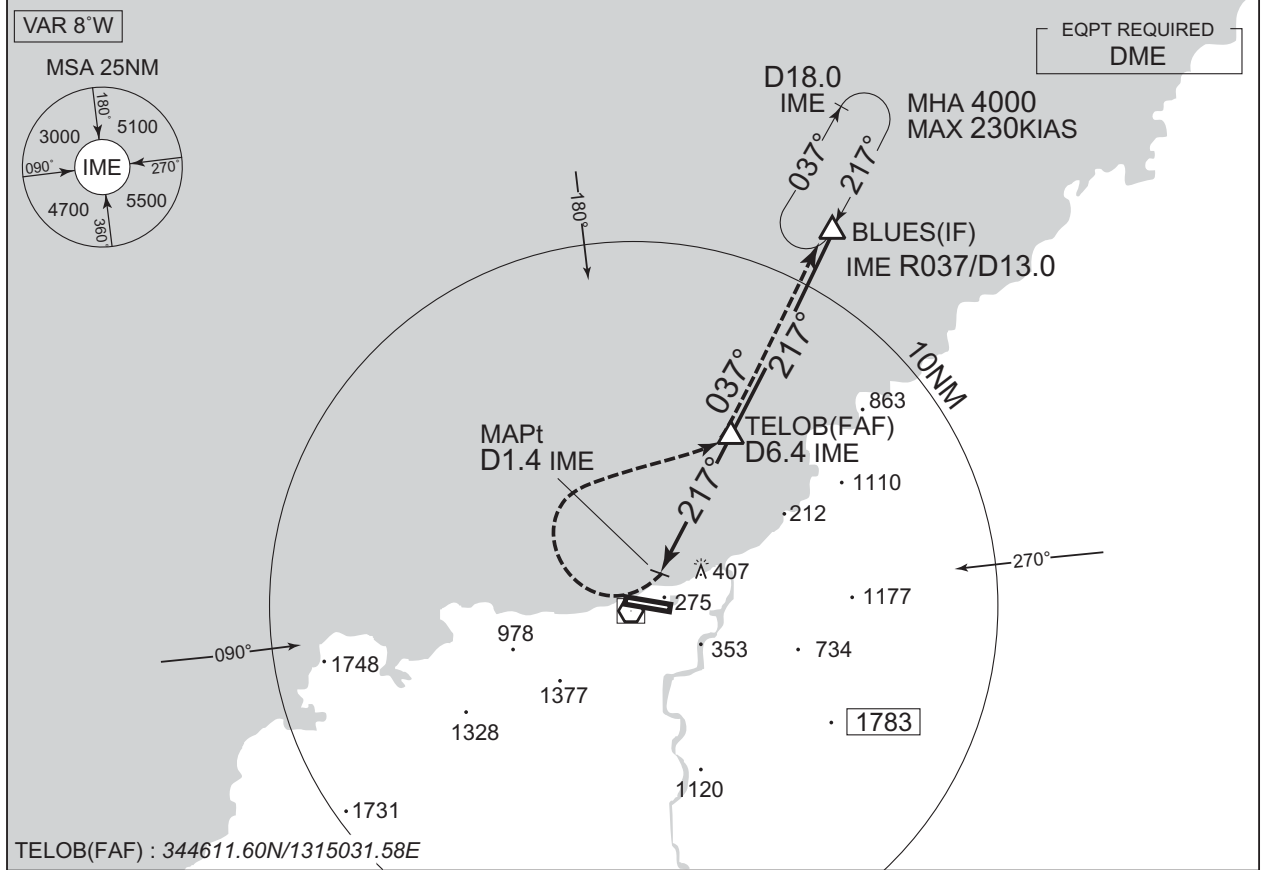 VAR 8°W
MSA 25NM
180°
3000
5100
090°
IME
270°
4700
5500
360°
EQPT REQUIRED
DME
D18.0
IME
MHA 4000
MAX 230KIAS
037°
217°
180°
BLUES(IF)
IME R037/D13.0
037°
217°
10NM
863
TELOB(FAF)
D6.4 IME
MAPt
D1.4 IME
217°
1110
212
407
270°
275
1177
978
353
734
090°
1748
1377
1328
1783
1120
1731
TELOB(FAF) : 344611.60N/1315031.58E